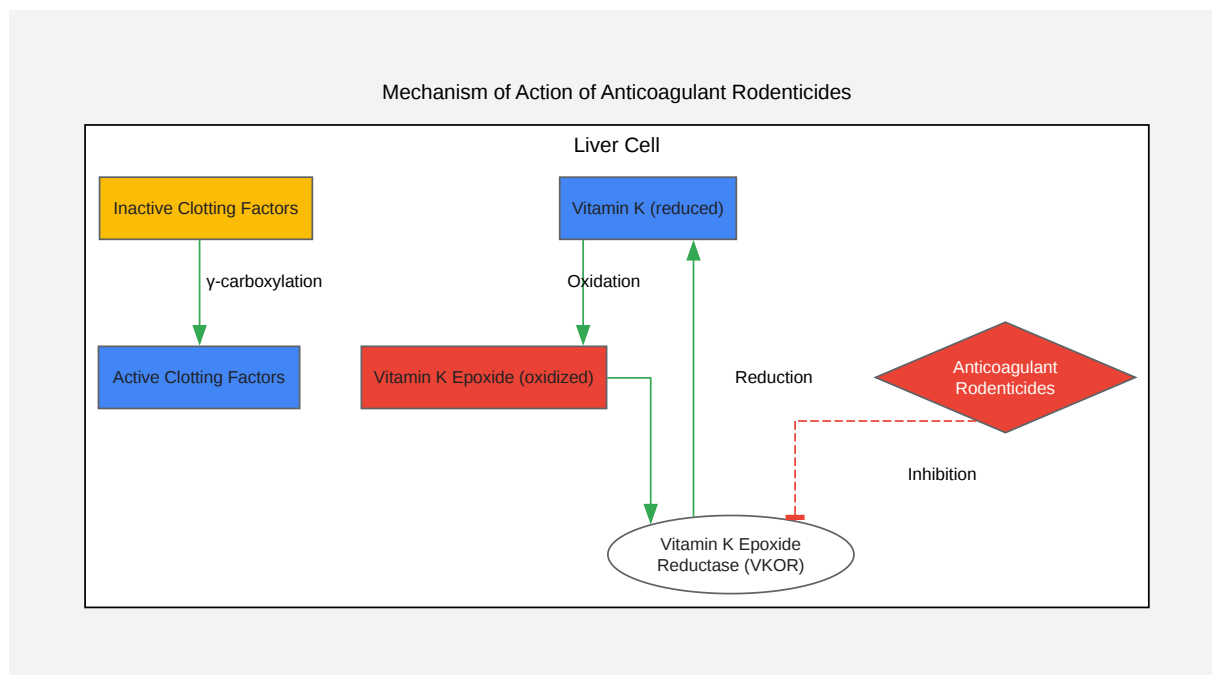 Mechanism of Action of Anticoagulant Rodenticides
Liver Cell
Inactive Clotting Factors
Vitamin K (reduced)
γ-carboxylation
Oxidation
Active Clotting Factors
Vitamin K Epoxide (oxidized)
Reduction
Anticoagulant
Rodenticides
Inhibition
Vitamin K Epoxide
Reductase (VKOR)